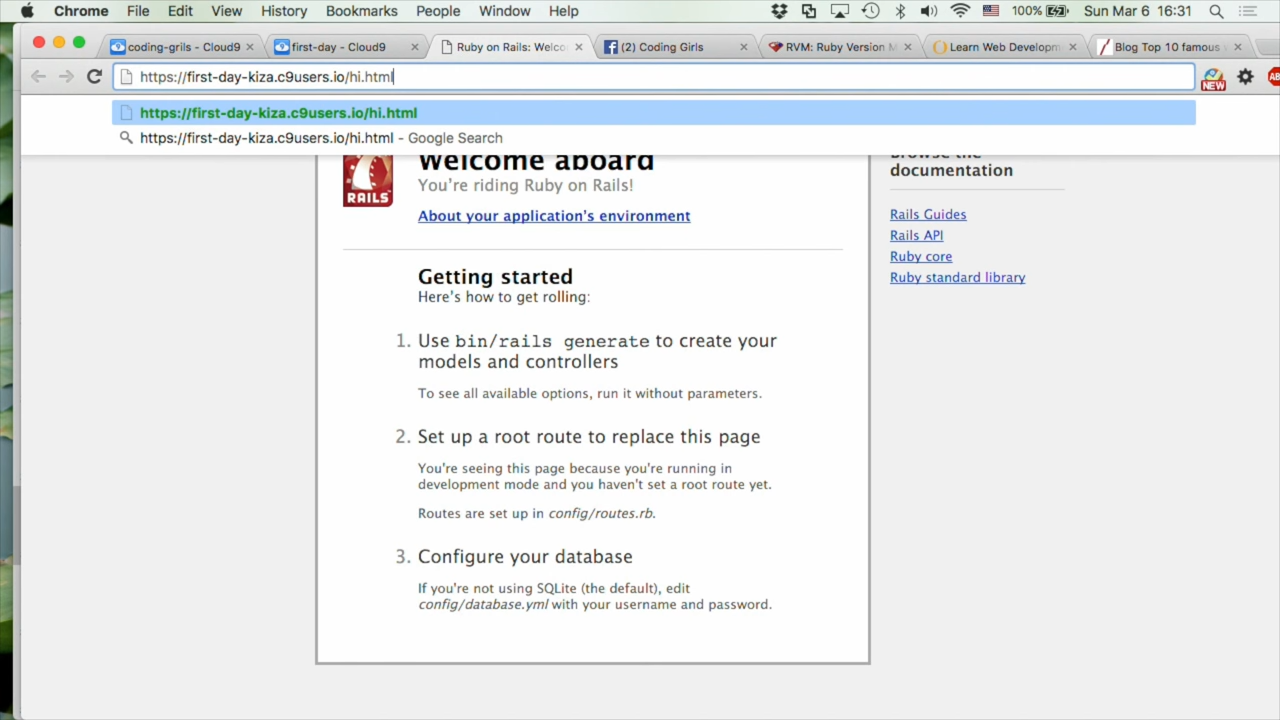 Chrome File Edit View History Bookmarks People Window Help 100% Sun Mar 6 16:31
coding-grils - Cloud9 first-day - Cloud9 Ruby on Rails: Welco (2) Coding Girls RVM: Ruby Version M Learn Web Developm Blog Top 10 famous
https://first-day-kiza.c9users.io/hi.html
NEW
https://first-day-kiza.c9users.io/hi.html
https://first-day-kiza.c9users.io/hi.html - Google Search
RAILS
Welcome aboard
You're riding Ruby on Rails!
About your application's environment
Getting started
Here's how to get rolling:
1. Use bin/rails generate to create your
models and controllers
To see all available options, run it without parameters.
2. Set up a root route to replace this page
You're seeing this page because you're running in
development mode and you haven't set a root route yet.
Routes are set up in config/routes.rb.
3. Configure your database
If you're not using SQLite (the default), edit
config/database.yml with your username and password.
Browse the
documentation
Rails Guides
Rails API
Ruby core
Ruby standard library